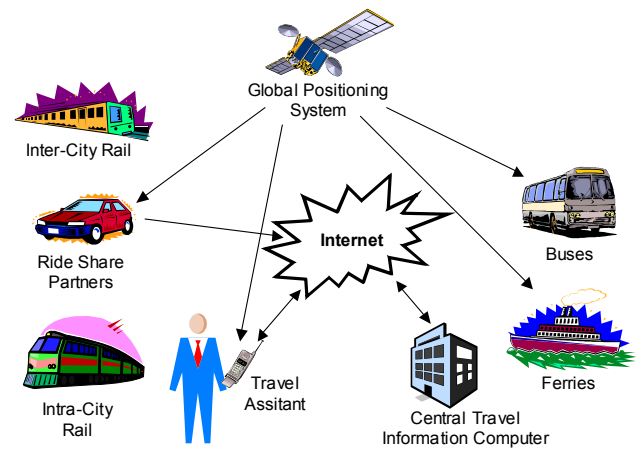 Global Positioning
System
Inter-City Rail
Ride Share
Partners
Internet
Buses
Intra-City
Rail
Travel
Assitant
Central Travel
Information Computer
Ferries